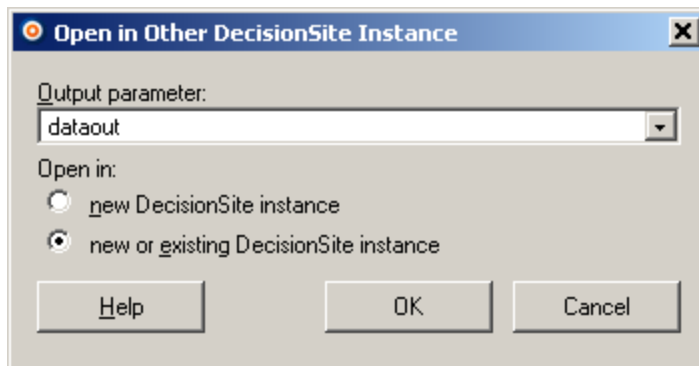 Open in Other DecisionSite Instance
Output parameter:
dataout
Open in:
new DecisionSite instance
new or existing DecisionSite instance
Help OK Cancel